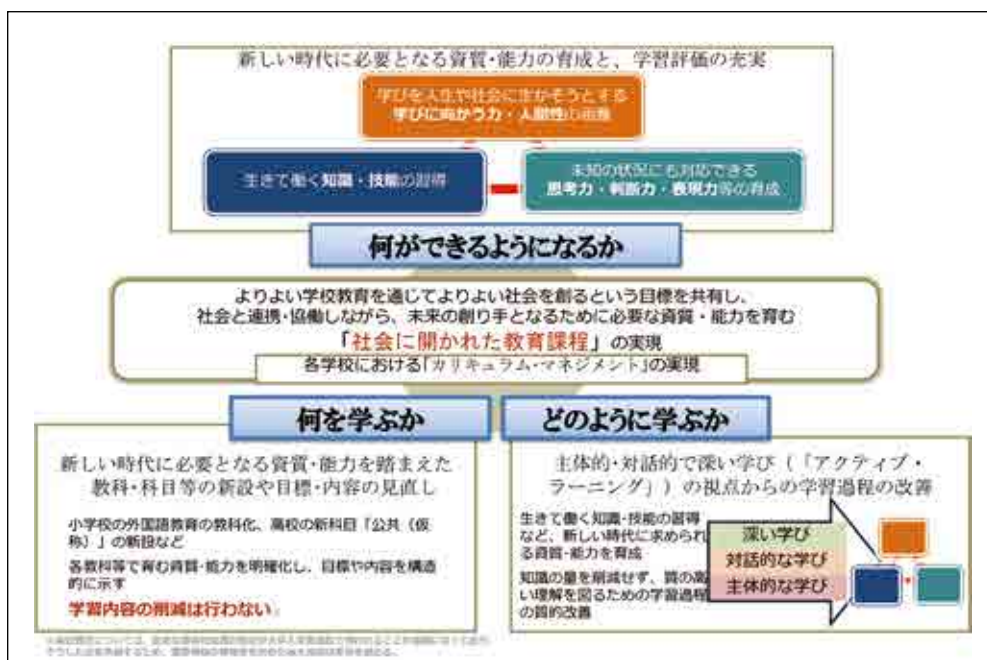 新しい時代に必要となる資質・能力の育成と、学習評価の充実
学びを人生や社会に生かそうとする
学びに向かう力・人間性の涵養
生きて働く知識・技能の習得
未知の状況にも対応できる
思考力・判断力・表現力等の育成
何ができるようになるか
よりよい学校教育を通じてよりよい社会を創るという目標を共有し、
社会と連携・協働しながら、未来の創り手となるために必要な資質・能力を育む
「社会に開かれた教育課程」の実現
各学校における「カリキュラム・マネジメント」の実現
何を学ぶか
新しい時代に必要となる資質・能力を踏まえた
教科・科目等の新設や目標・内容の見直し
小学校の外国語教育の教科化、高校の新科目「公共（仮
称）」の新設など
各教科等で育む資質・能力を明確化し、目標や内容を構造
的に示す
学習内容の削減は行わない
どのように学ぶか
主体的・対話的で深い学び（「アクティブ・
ラーニング」）の視点からの学習過程の改善
生きて働く知識・技能の習得
など、新しい時代に求められ
る資質・能力を育成
知識の量を削減せず、質の高
い理解を図るための学習過程
の質的改善
深い学び
対話的な学び
主体的な学び